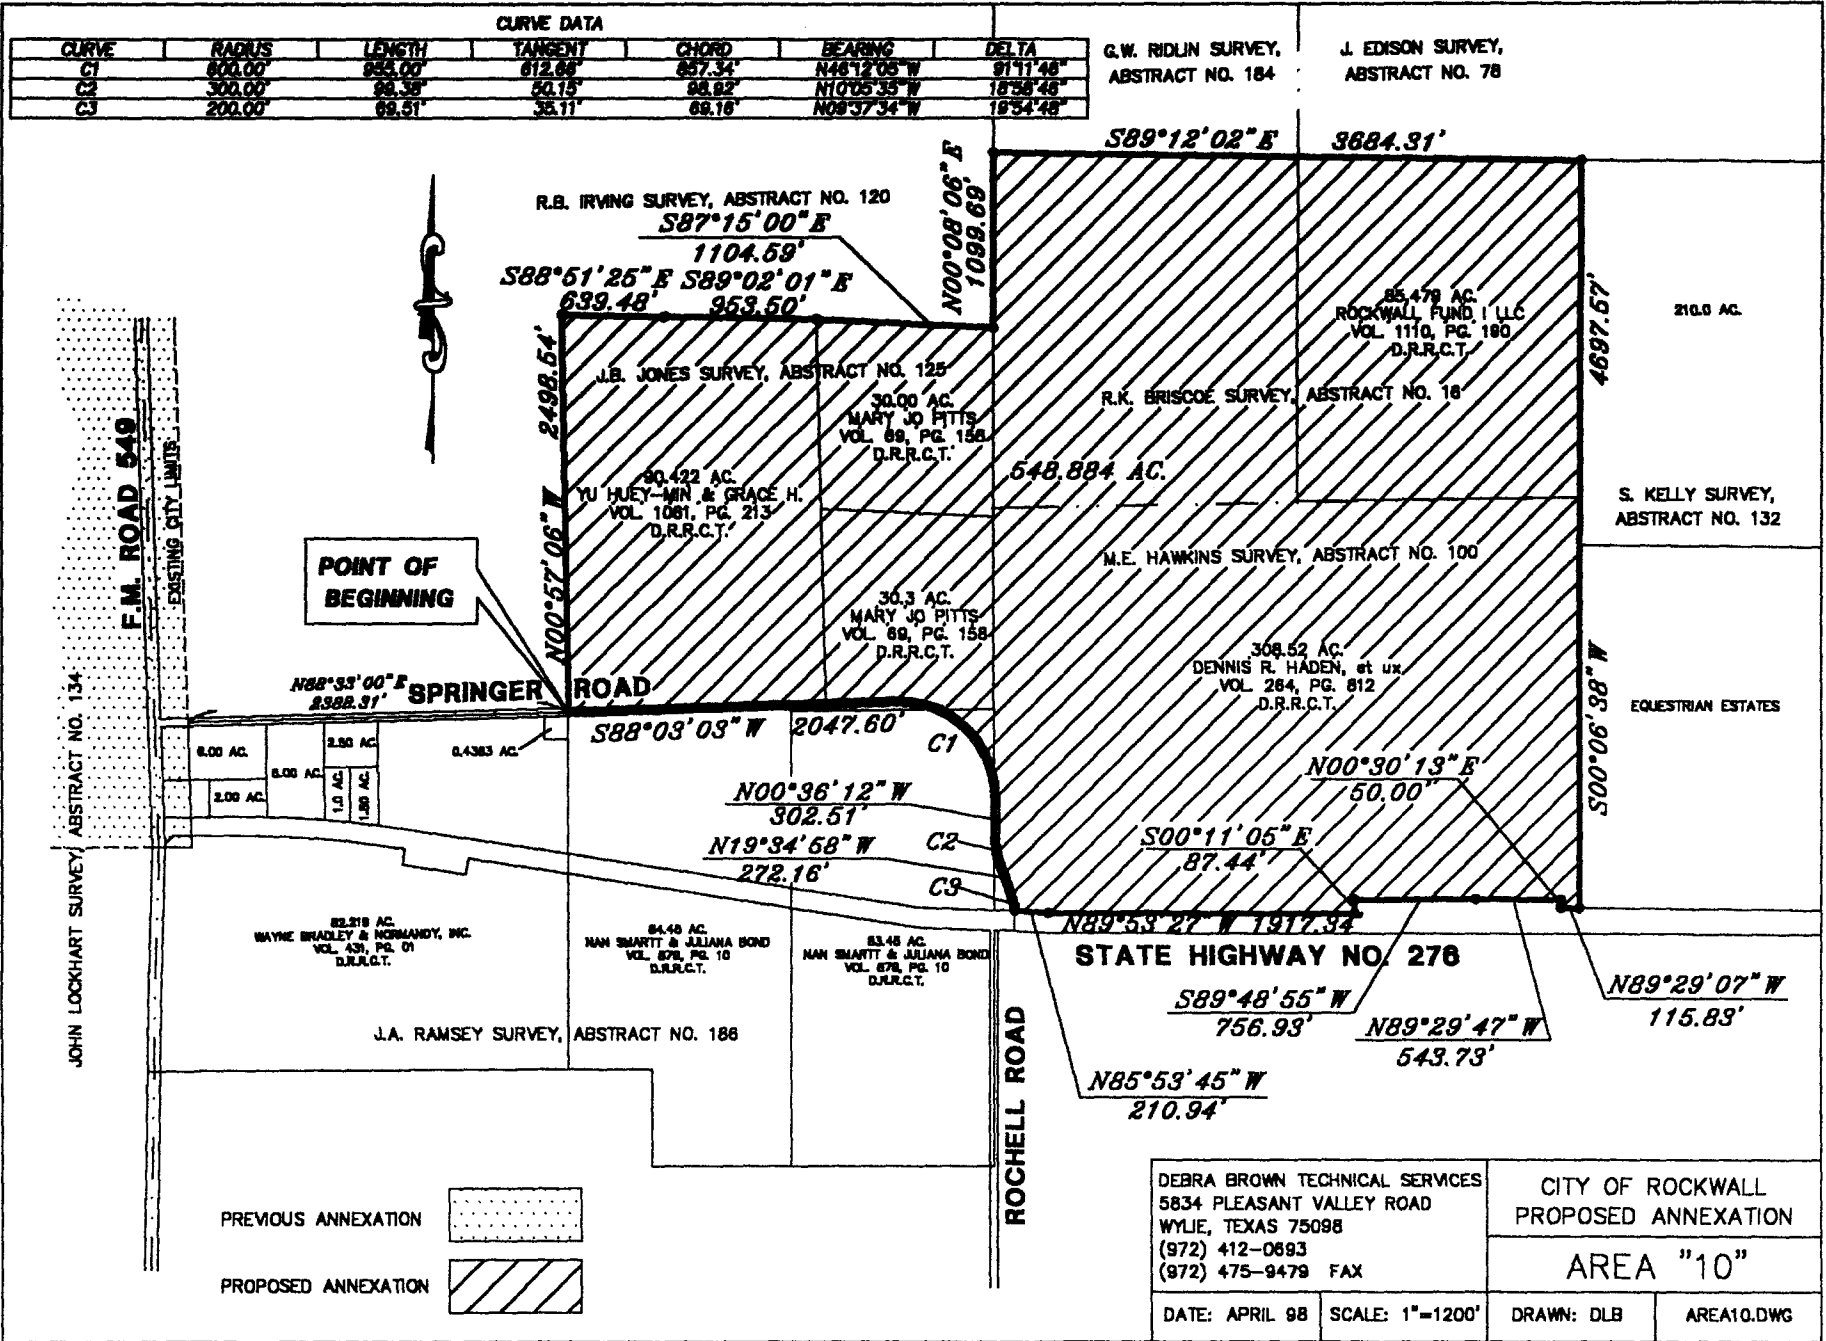 CURVE DATA
CURVE RADIUS LENGTH TANGENT CHORD BEARING DELTA
C1 600.00' 955.00' 612.66' 857.34' N46°12'05"W 91°11'46"
C2 300.00' 99.38' 50.15' 98.92' N10°05'35"W 18°58'46"
C3 200.00' 69.51' 35.11' 69.16' N09°37'34"W 19°54'48"
G.W. RIDLIN SURVEY,
ABSTRACT NO. 184
J. EDISON SURVEY,
ABSTRACT NO. 78
S89°12'02"E 3684.31'
R.B. IRVING SURVEY, ABSTRACT NO. 120
S87°15'00"E
1104.59'
N00°08'06"E
1099.69'
S88°51'25"E S89°02'01"E
639.48' 953.50'
85.479 AC.
ROCKWALL FUND I LLC
VOL. 1110, PG. 190
D.R.R.C.T.
210.0 AC.
4697.57'
S00°06'38"W
2498.54'
N00°57'06"W
J.B. JONES SURVEY, ABSTRACT NO. 125
30.00 AC.
MARY JO PITTS
VOL. 69, PG. 158
D.R.R.C.T.
R.K. BRISCOE SURVEY, ABSTRACT NO. 16
548.884 AC.
90.422 AC.
YU HUEY-MIN & GRACE H.
VOL. 1061, PG. 213
D.R.R.C.T.
F.M. ROAD 549
EXISTING CITY LIMITS
S. KELLY SURVEY,
ABSTRACT NO. 132
POINT OF
BEGINNING
M.E. HAWKINS SURVEY, ABSTRACT NO. 100
30.3 AC.
MARY JO PITTS
VOL. 69, PG. 158
D.R.R.C.T.
308.52 AC.
DENNIS R. HADEN, et ux.
VOL. 264, PG. 812
D.R.R.C.T.
EQUESTRIAN ESTATES
N88°33'00"E
2388.31'
SPRINGER ROAD
S88°03'03"W 2047.60'
C1
6.00 AC.
2.50 AC.
0.4363 AC.
6.00 AC.
2.00 AC.
1.0 AC.
1.50 AC.
N00°30'13"E
50.00'
N00°36'12"W
302.51'
C2
N19°34'58"W
272.16'
C3
S00°11'05"E
87.44'
N89°53'27"W 1917.34'
STATE HIGHWAY NO. 276
JOHN LOCKHART SURVEY, ABSTRACT NO. 134
82.219 AC.
WAYNE BRADLEY & NORMANDY, INC.
VOL. 431, PG. 01
D.R.R.C.T.
64.48 AC.
NAN SMARTT & JULIANA BOND
VOL. 678, PG. 10
D.R.R.C.T.
63.48 AC.
NAN SMARTT & JULIANA BOND
VOL. 678, PG. 10
D.R.R.C.T.
S89°48'55"W
756.93'
N89°29'47"W
543.73'
N89°29'07"W
115.83'
N85°53'45"W
210.94'
J.A. RAMSEY SURVEY, ABSTRACT NO. 186
ROCHELL ROAD
PREVIOUS ANNEXATION
PROPOSED ANNEXATION
DEBRA BROWN TECHNICAL SERVICES
5834 PLEASANT VALLEY ROAD
WYLIE, TEXAS 75098
(972) 412-0693
(972) 475-9479 FAX
CITY OF ROCKWALL
PROPOSED ANNEXATION
AREA "10"
DATE: APRIL 98 SCALE: 1"=1200' DRAWN: DLB AREA10.DWG